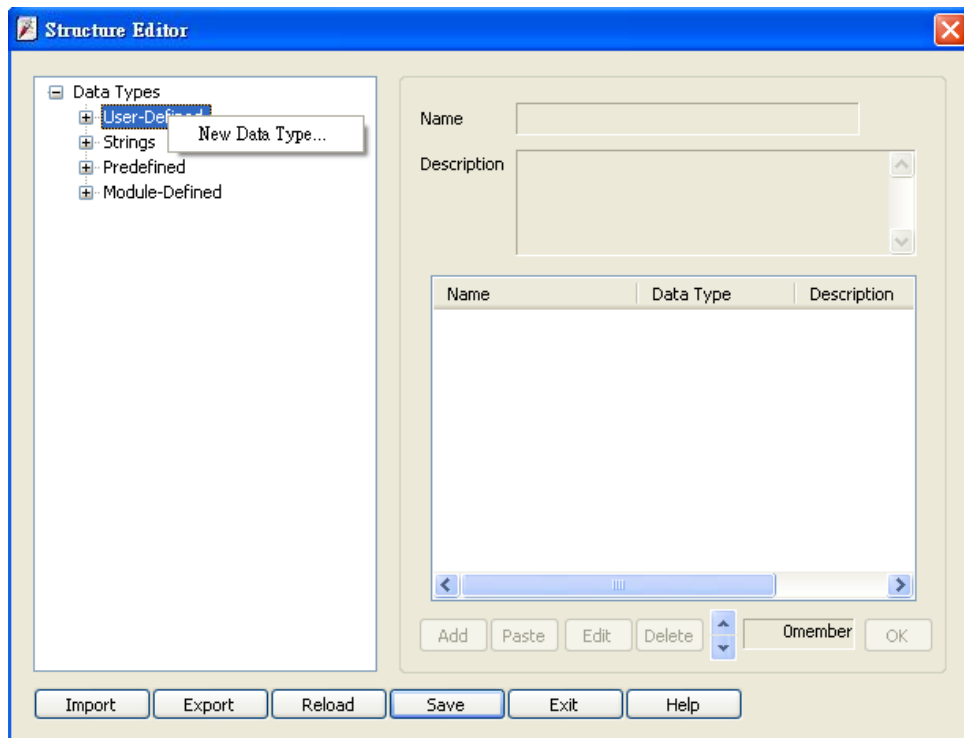 Structure Editor
Data Types
User-Def
New Data Type...
Strings
Predefined
Module-Defined
Name
Description
Name Data Type Description
Add Paste Edit Delete 0member OK
Import Export Reload Save Exit Help